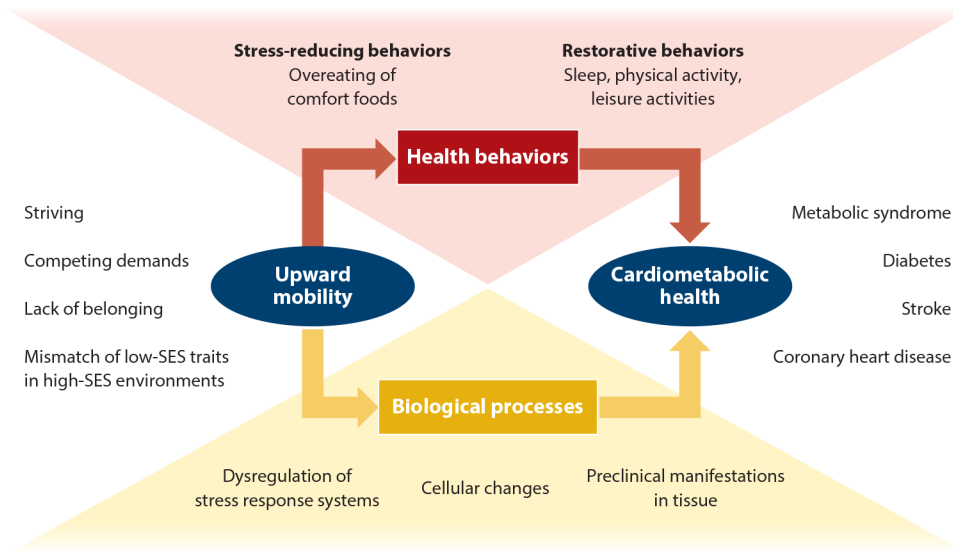 Stress-reducing behaviors
Overeating of
comfort foods
Restorative behaviors
Sleep, physical activity,
leisure activities
Health behaviors
Striving
Competing demands
Lack of belonging
Mismatch of low-SES traits
in high-SES environments
Upward
mobility
Cardiometabolic
health
Metabolic syndrome
Diabetes
Stroke
Coronary heart disease
Biological processes
Dysregulation of
stress response systems
Cellular changes
Preclinical manifestations
in tissue